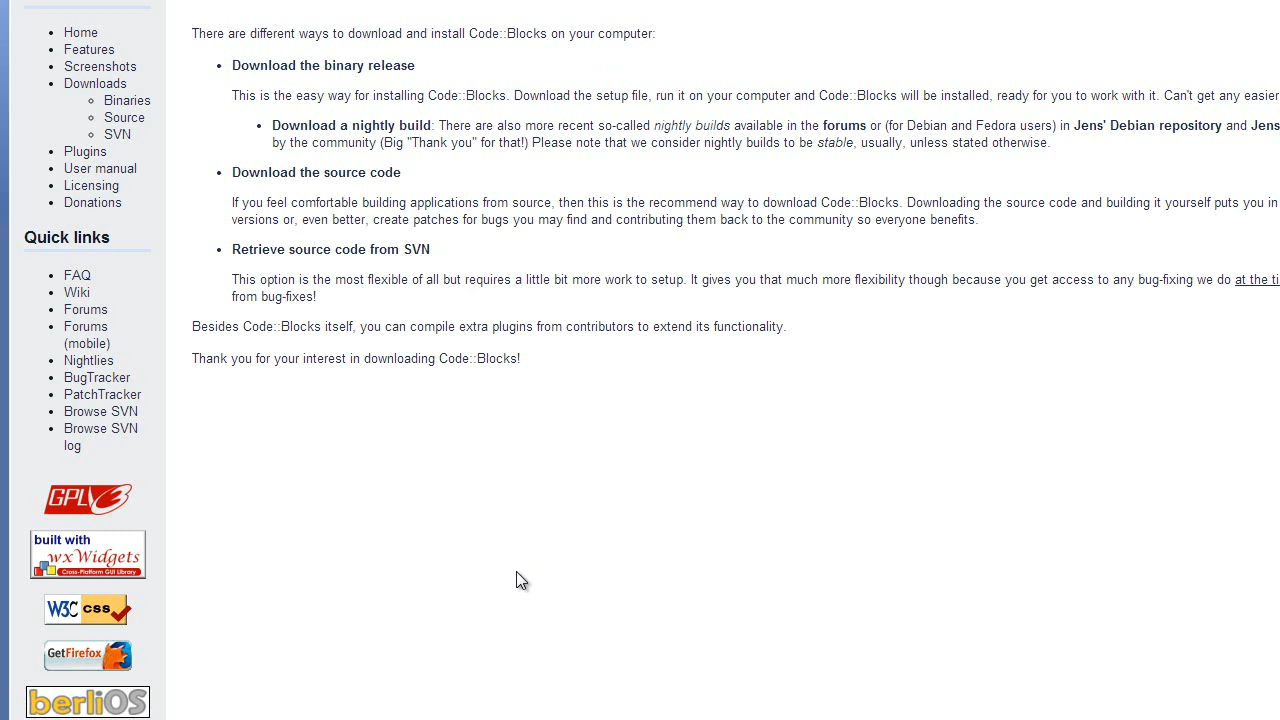 Home
Features
Screenshots
Downloads
Binaries
Source
SVN
Plugins
User manual
Licensing
Donations
Quick links
FAQ
Wiki
Forums
Forums
(mobile)
Nightlies
BugTracker
PatchTracker
Browse SVN
Browse SVN
log
GPLv3
built with
wxWidgets
Cross-Platform GUI Library
W3C css
GetFirefox
berliOS
There are different ways to download and install Code::Blocks on your computer:
Download the binary release
This is the easy way for installing Code::Blocks. Download the setup file, run it on your computer and Code::Blocks will be installed, ready for you to work with it. Can't get any easier
Download a nightly build: There are also more recent so-called nightly builds available in the forums or (for Debian and Fedora users) in Jens' Debian repository and Jens
by the community (Big "Thank you" for that!) Please note that we consider nightly builds to be stable, usually, unless stated otherwise.
Download the source code
If you feel comfortable building applications from source, then this is the recommend way to download Code::Blocks. Downloading the source code and building it yourself puts you in
versions or, even better, create patches for bugs you may find and contributing them back to the community so everyone benefits.
Retrieve source code from SVN
This option is the most flexible of all but requires a little bit more work to setup. It gives you that much more flexibility though because you get access to any bug-fixing we do at the ti
from bug-fixes!
Besides Code::Blocks itself, you can compile extra plugins from contributors to extend its functionality.
Thank you for your interest in downloading Code::Blocks!